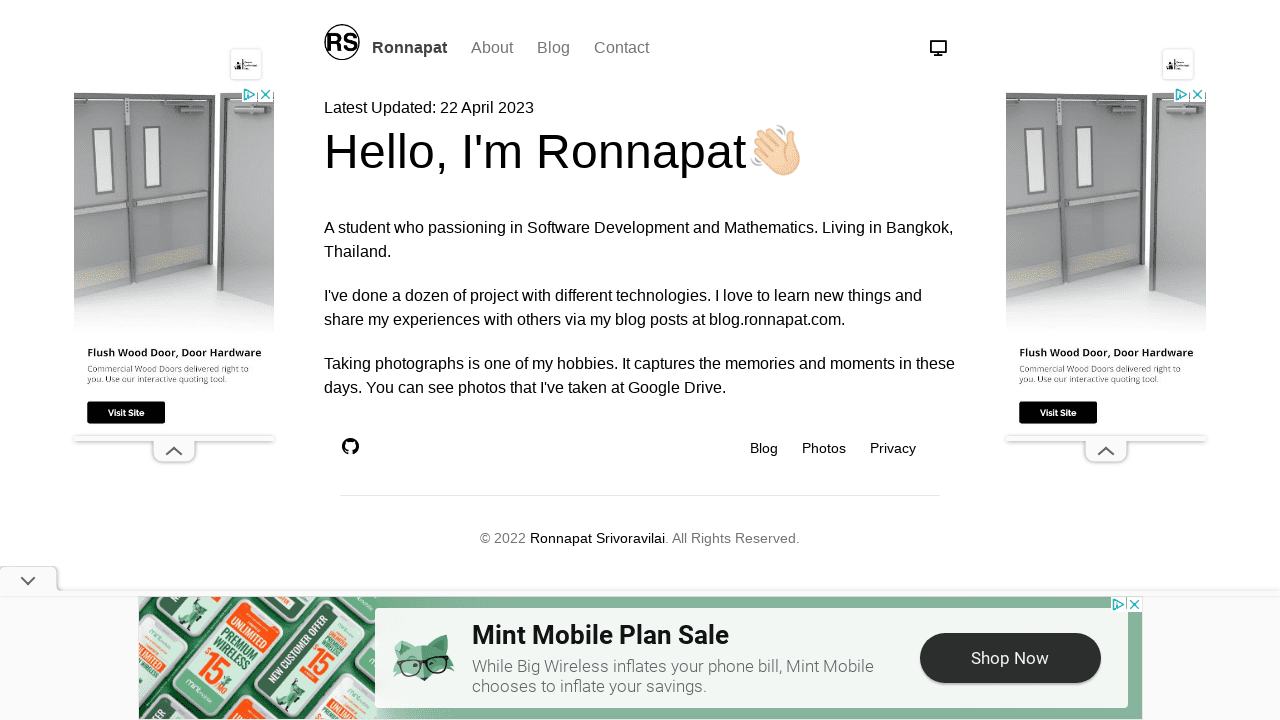 RS Ronnapat About Blog Contact
Latest Updated: 22 April 2023
Hello, I'm Ronnapat
A student who passioning in Software Development and Mathematics. Living in Bangkok,
Thailand.
I've done a dozen of project with different technologies. I love to learn new things and
share my experiences with others via my blog posts at blog.ronnapat.com.
Taking photographs is one of my hobbies. It captures the memories and moments in these
days. You can see photos that I've taken at Google Drive.
Blog Photos Privacy
© 2022 Ronnapat Srivoravilai. All Rights Reserved.
Flush Wood Door, Door Hardware
Commercial Wood Doors delivered right to
you. Use our interactive quoting tool.
Visit Site
Flush Wood Door, Door Hardware
Commercial Wood Doors delivered right to
you. Use our interactive quoting tool.
Visit Site
UNLIMITED
PREMIUM
WIRELESS
$15
NEW CUSTOMER OFFER
Mint Mobile Plan Sale
While Big Wireless inflates your phone bill, Mint Mobile
chooses to inflate your savings.
Shop Now